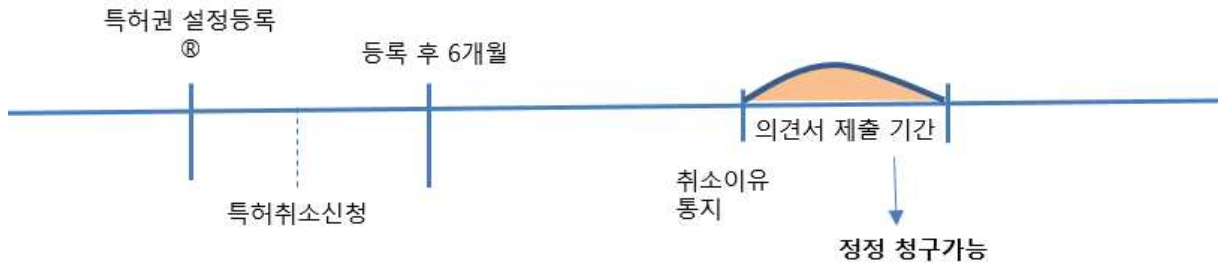 특허권 설정등록
®
등록 후 6개월
의견서 제출 기간
특허취소신청
취소이유
통지
정정 청구가능